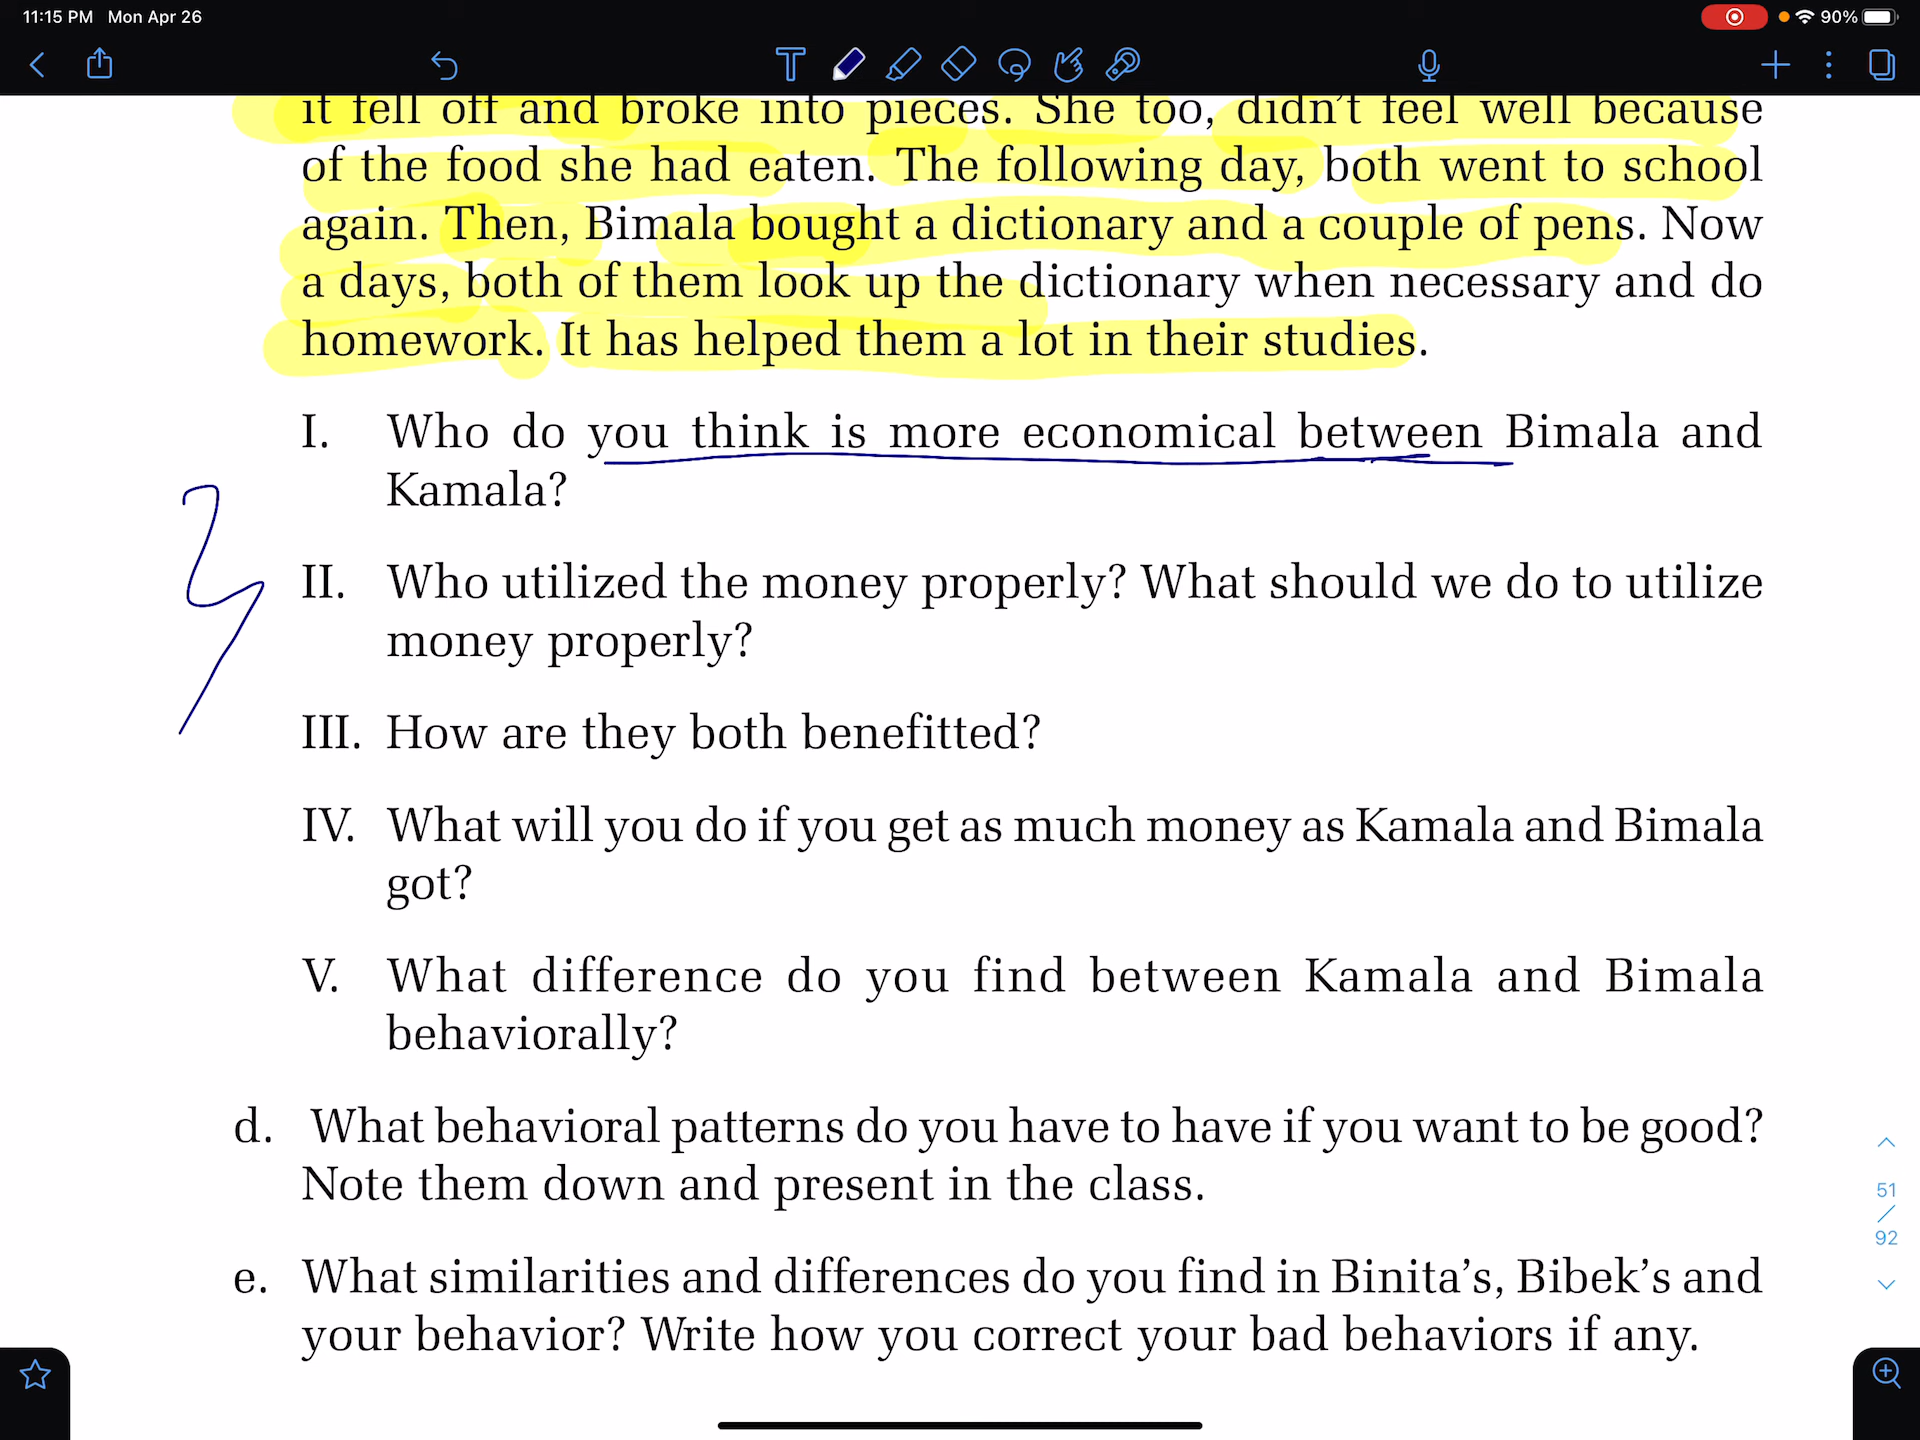 11:15 PM Mon Apr 26
90%
it fell off and broke into pieces. She too, didn't feel well because
of the food she had eaten. The following day, both went to school
again. Then, Bimala bought a dictionary and a couple of pens. Now
a days, both of them look up the dictionary when necessary and do
homework. It has helped them a lot in their studies.
I. Who do you think is more economical between Bimala and
Kamala?
II. Who utilized the money properly? What should we do to utilize
money properly?
III. How are they both benefitted?
IV. What will you do if you get as much money as Kamala and Bimala
got?
V. What difference do you find between Kamala and Bimala
behaviorally?
d. What behavioral patterns do you have to have if you want to be good?
Note them down and present in the class.
e. What similarities and differences do you find in Binita’s, Bibek’s and
your behavior? Write how you correct your bad behaviors if any.
51
/
92